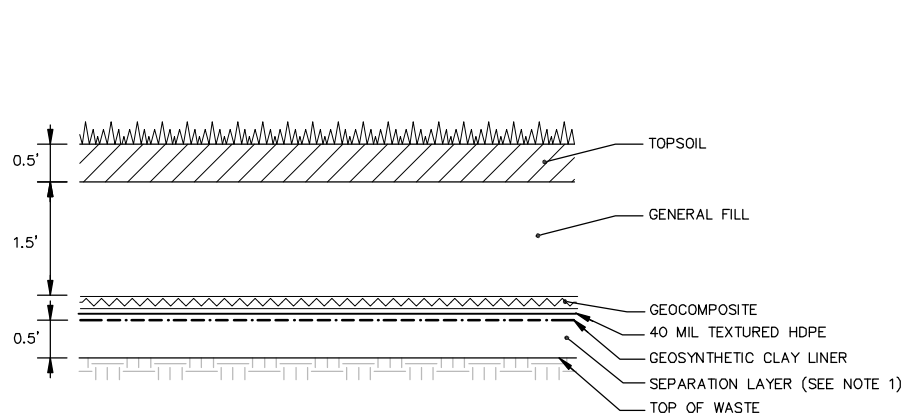 0.5'
TOPSOIL
1.5'
GENERAL FILL
GEOCOMPOSITE
40 MIL TEXTURED HDPE
0.5'
GEOSYNTHETIC CLAY LINER
SEPARATION LAYER (SEE NOTE 1)
TOP OF WASTE